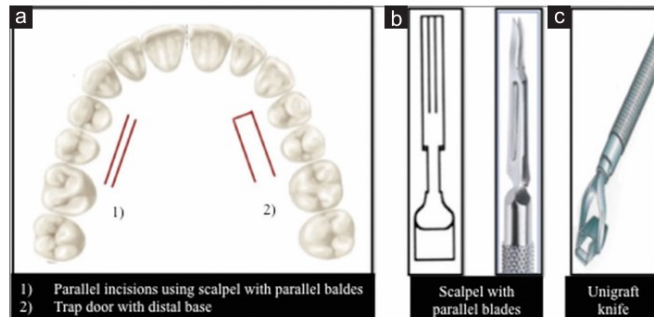 a
b
c
1)
2)
1) Parallel incisions using scalpel with parallel baldes
2) Trap door with distal base
Scalpel with
parallel blades
Unigraft
knife